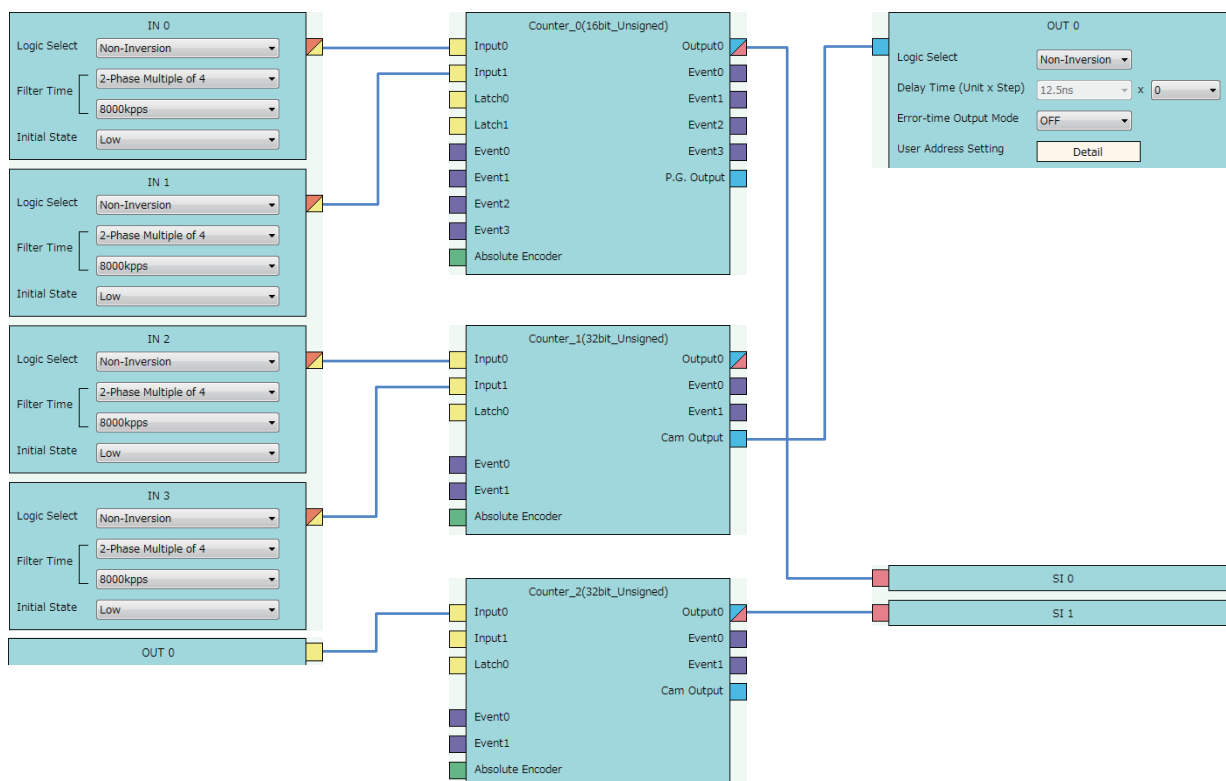 IN 0
Logic Select Non-Inversion
Filter Time 2-Phase Multiple of 4
8000kpps
Initial State Low
IN 1
Logic Select Non-Inversion
Filter Time 2-Phase Multiple of 4
8000kpps
Initial State Low
IN 2
Logic Select Non-Inversion
Filter Time 2-Phase Multiple of 4
8000kpps
Initial State Low
IN 3
Logic Select Non-Inversion
Filter Time 2-Phase Multiple of 4
8000kpps
Initial State Low
OUT 0
Counter_0(16bit_Unsigned)
Input0 Output0
Input1 Event0
Latch0 Event1
Latch1 Event2
Event0 Event3
Event1 P.G. Output
Event2
Event3
Absolute Encoder
Counter_1(32bit_Unsigned)
Input0 Output0
Input1 Event0
Latch0 Event1
Cam Output
Event0
Event1
Absolute Encoder
Counter_2(32bit_Unsigned)
Input0 Output0
Input1 Event0
Latch0 Event1
Cam Output
Event0
Event1
Absolute Encoder
OUT 0
Logic Select Non-Inversion
Delay Time (Unit x Step) 12.5ns x 0
Error-time Output Mode OFF
User Address Setting Detail
SI 0
SI 1